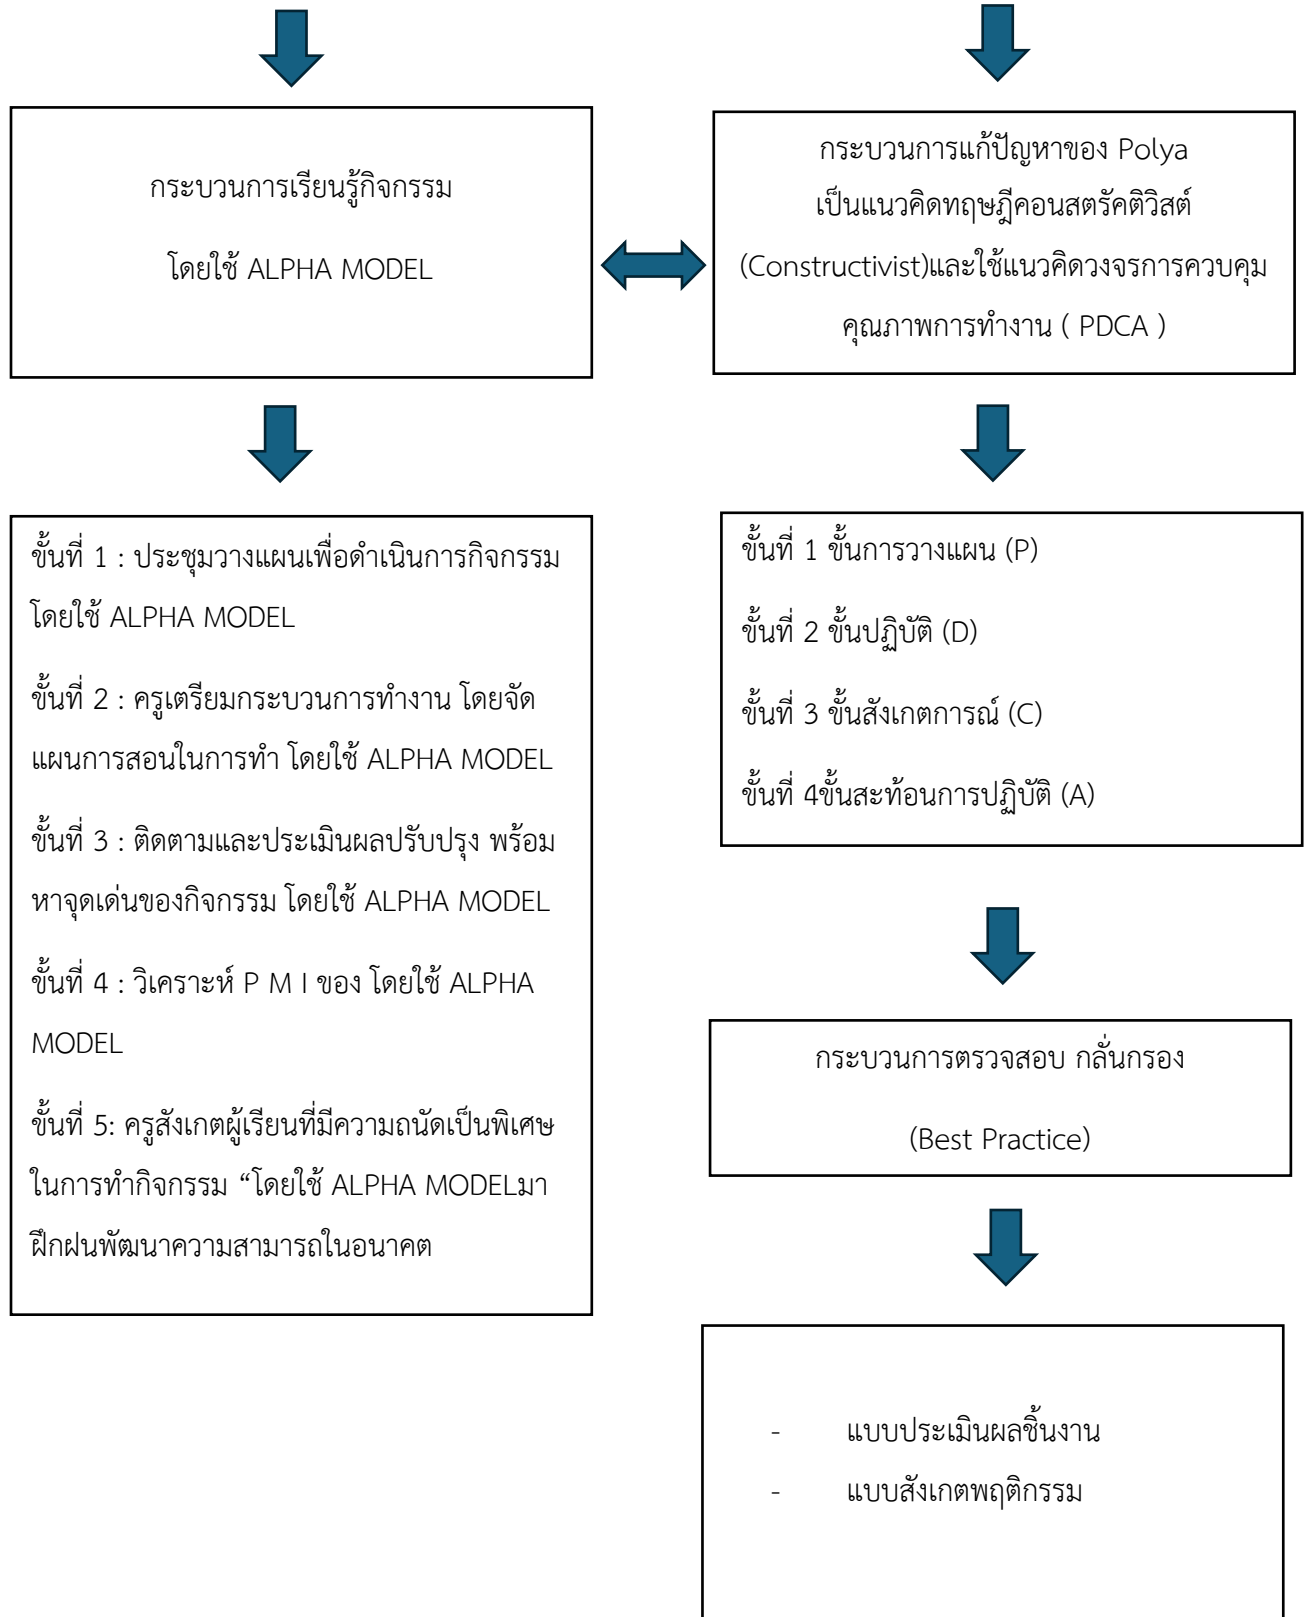 กระบวนการเรียนรู้กิจกรรม
โดยใช้ ALPHA MODEL
กระบวนการแก้ปัญหาของ Polya
เป็นแนวคิดทฤษฎีคอนสตรัคติวิสต์
(Constructivist)และใช้แนวคิดวงจรการควบคุม
คุณภาพการทำงาน ( PDCA )
ขั้นที่ 1 : ประชุมวางแผนเพื่อดำเนินการกิจกรรม
โดยใช้ ALPHA MODEL
ขั้นที่ 2 : ครูเตรียมกระบวนการทำงาน โดยจัด
แผนการสอนในการทำ โดยใช้ ALPHA MODEL
ขั้นที่ 3 : ติดตามและประเมินผลปรับปรุง พร้อม
หาจุดเด่นของกิจกรรม โดยใช้ ALPHA MODEL
ขั้นที่ 4 : วิเคราะห์ P M I ของ โดยใช้ ALPHA
MODEL
ขั้นที่ 5: ครูสังเกตผู้เรียนที่มีความถนัดเป็นพิเศษ
ในการทำกิจกรรม “โดยใช้ ALPHA MODELมา
ฝึกฝนพัฒนาความสามารถในอนาคต
ขั้นที่ 1 ขั้นการวางแผน (P)
ขั้นที่ 2 ขั้นปฏิบัติ (D)
ขั้นที่ 3 ขั้นสังเกตการณ์ (C)
ขั้นที่ 4ขั้นสะท้อนการปฏิบัติ (A)
กระบวนการตรวจสอบ กลั่นกรอง
(Best Practice)
- แบบประเมินผลชิ้นงาน
- แบบสังเกตพฤติกรรม